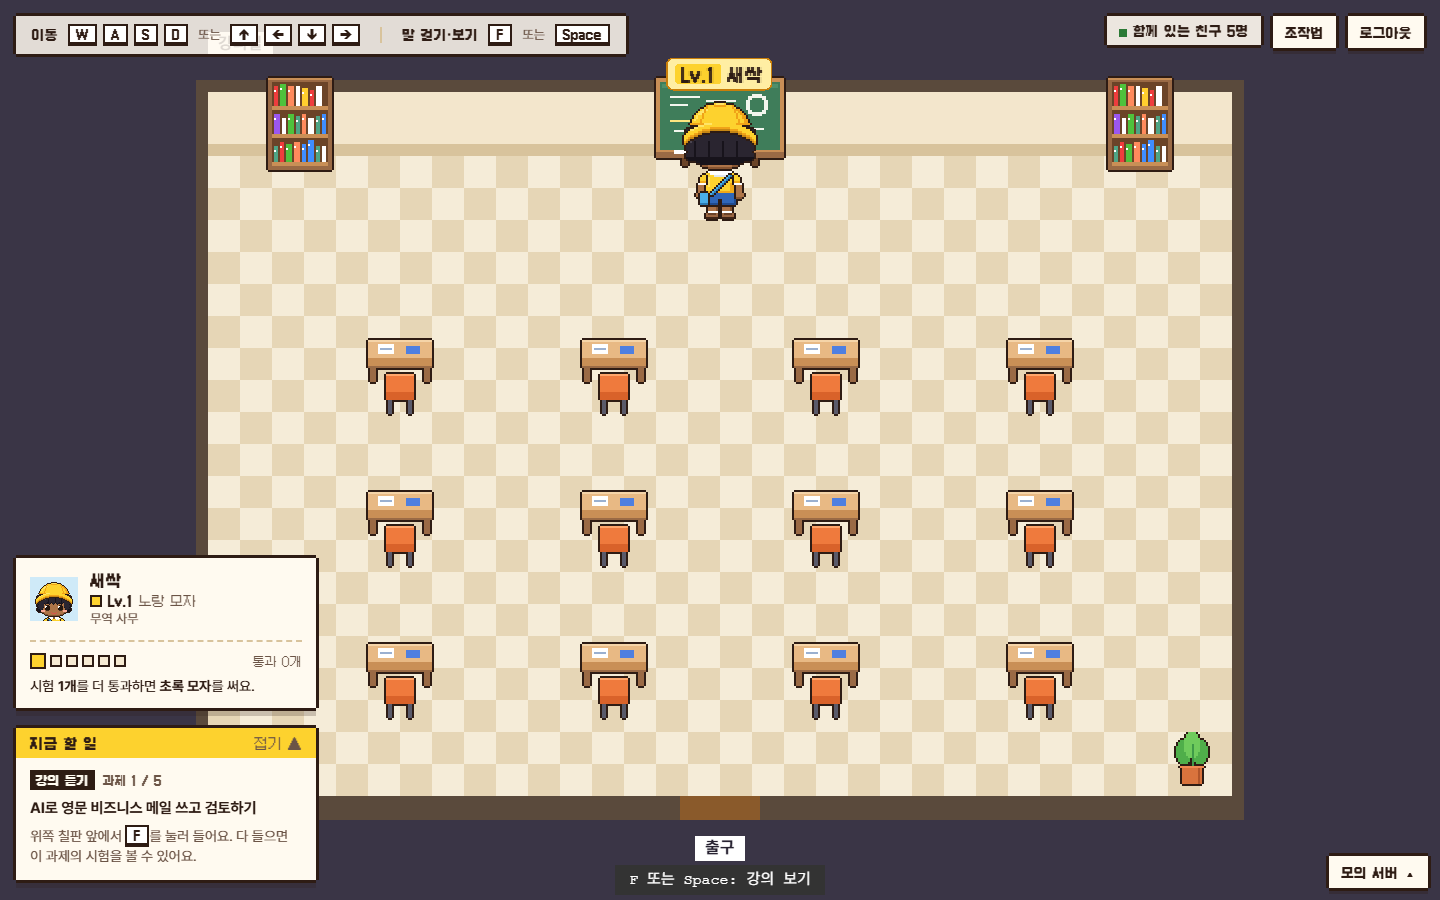 이동 W A S D 또는 ↑ ← ↓ → 말 걸기·보기 F 또는 Space
함께 있는 친구 5명
조작법
로그아웃
강의실
Lv.1 새싹
새싹
Lv.1 노랑 모자
무역 사무
통과 0개
시험 1개를 더 통과하면 초록 모자를 써요.
지금 할 일
접기 ▲
강의 듣기 과제 1 / 5
AI로 영문 비즈니스 메일 쓰고 검토하기
위쪽 칠판 앞에서 F를 눌러 들어요. 다 들으면
이 과제의 시험을 볼 수 있어요.
출구
F 또는 Space: 강의 보기
모의 서버 ▲